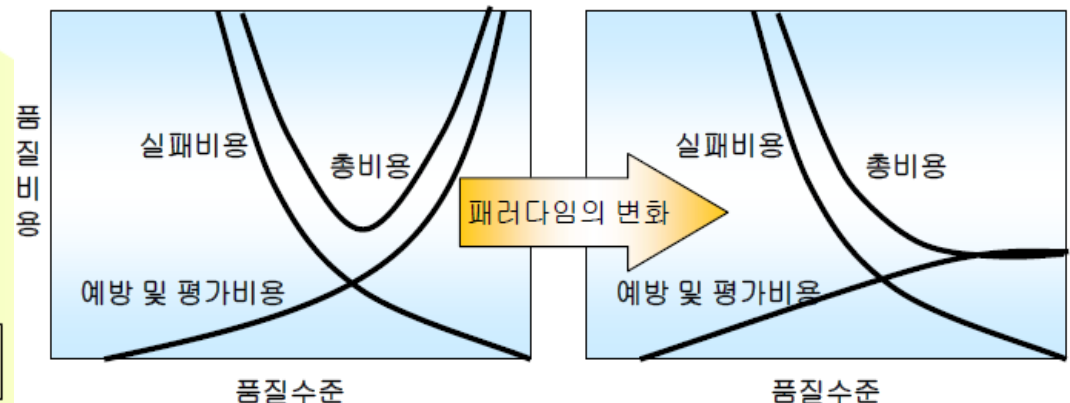 품질비용
실패비용
총비용
예방 및 평가비용
품질수준
패러다임의 변화
실패비용
총비용
예방 및 평가비용
품질수준